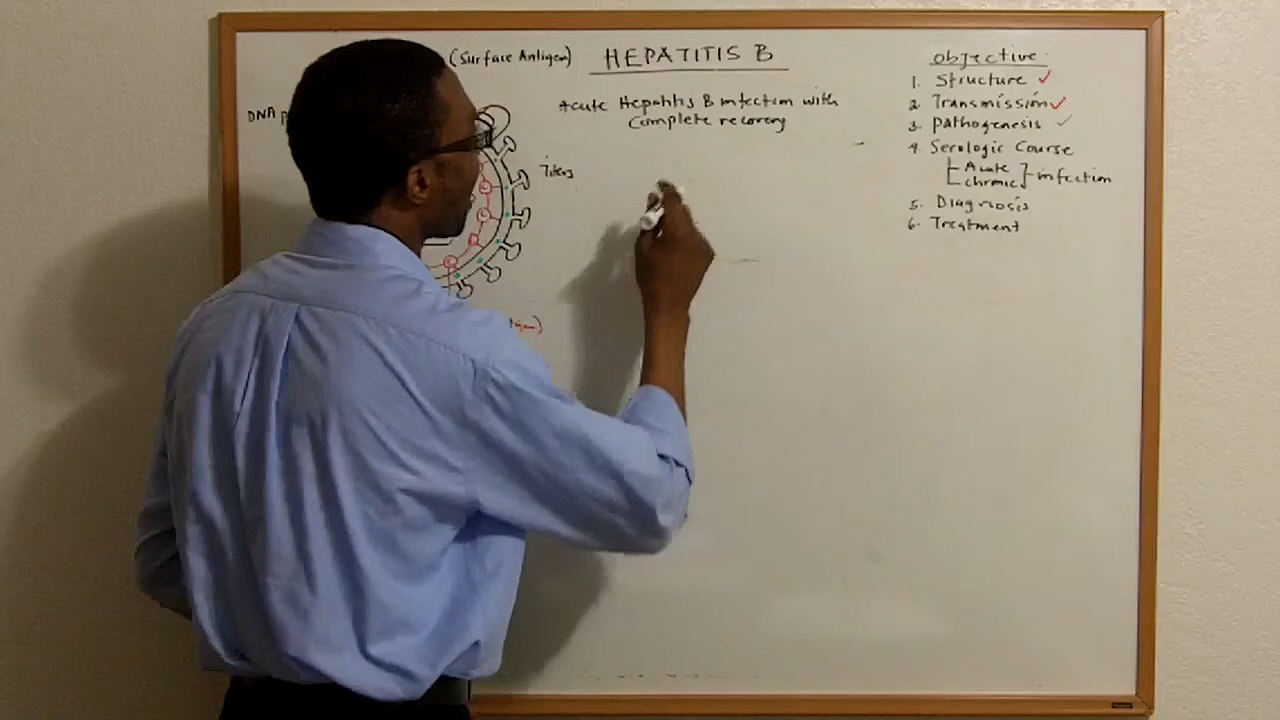 (Surface Antigen)
HEPATITIS B
Acute Hepatitis B infection with
Complete recovery
DNA
Titers
objective
1. Structure ✓
2. Transmission ✓
3. pathogenesis ✓
4. Serologic Course
Acute
chronic
infection
5. Diagnosis
6. Treatment